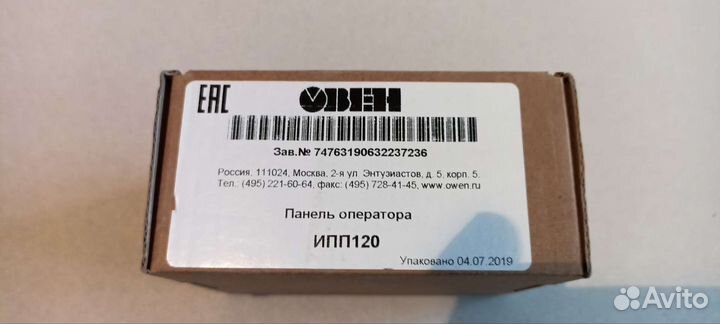 EAC ОВЕН
Зав.№ 74763190632237236
Россия, 111024, Москва, 2-я ул. Энтузиастов, д. 5, корп. 5.
Тел.: (495) 221-60-64, факс: (495) 728-41-45, www.owen.ru
Панель оператора
ИПП120
Упаковано 04.07.2019
Avito